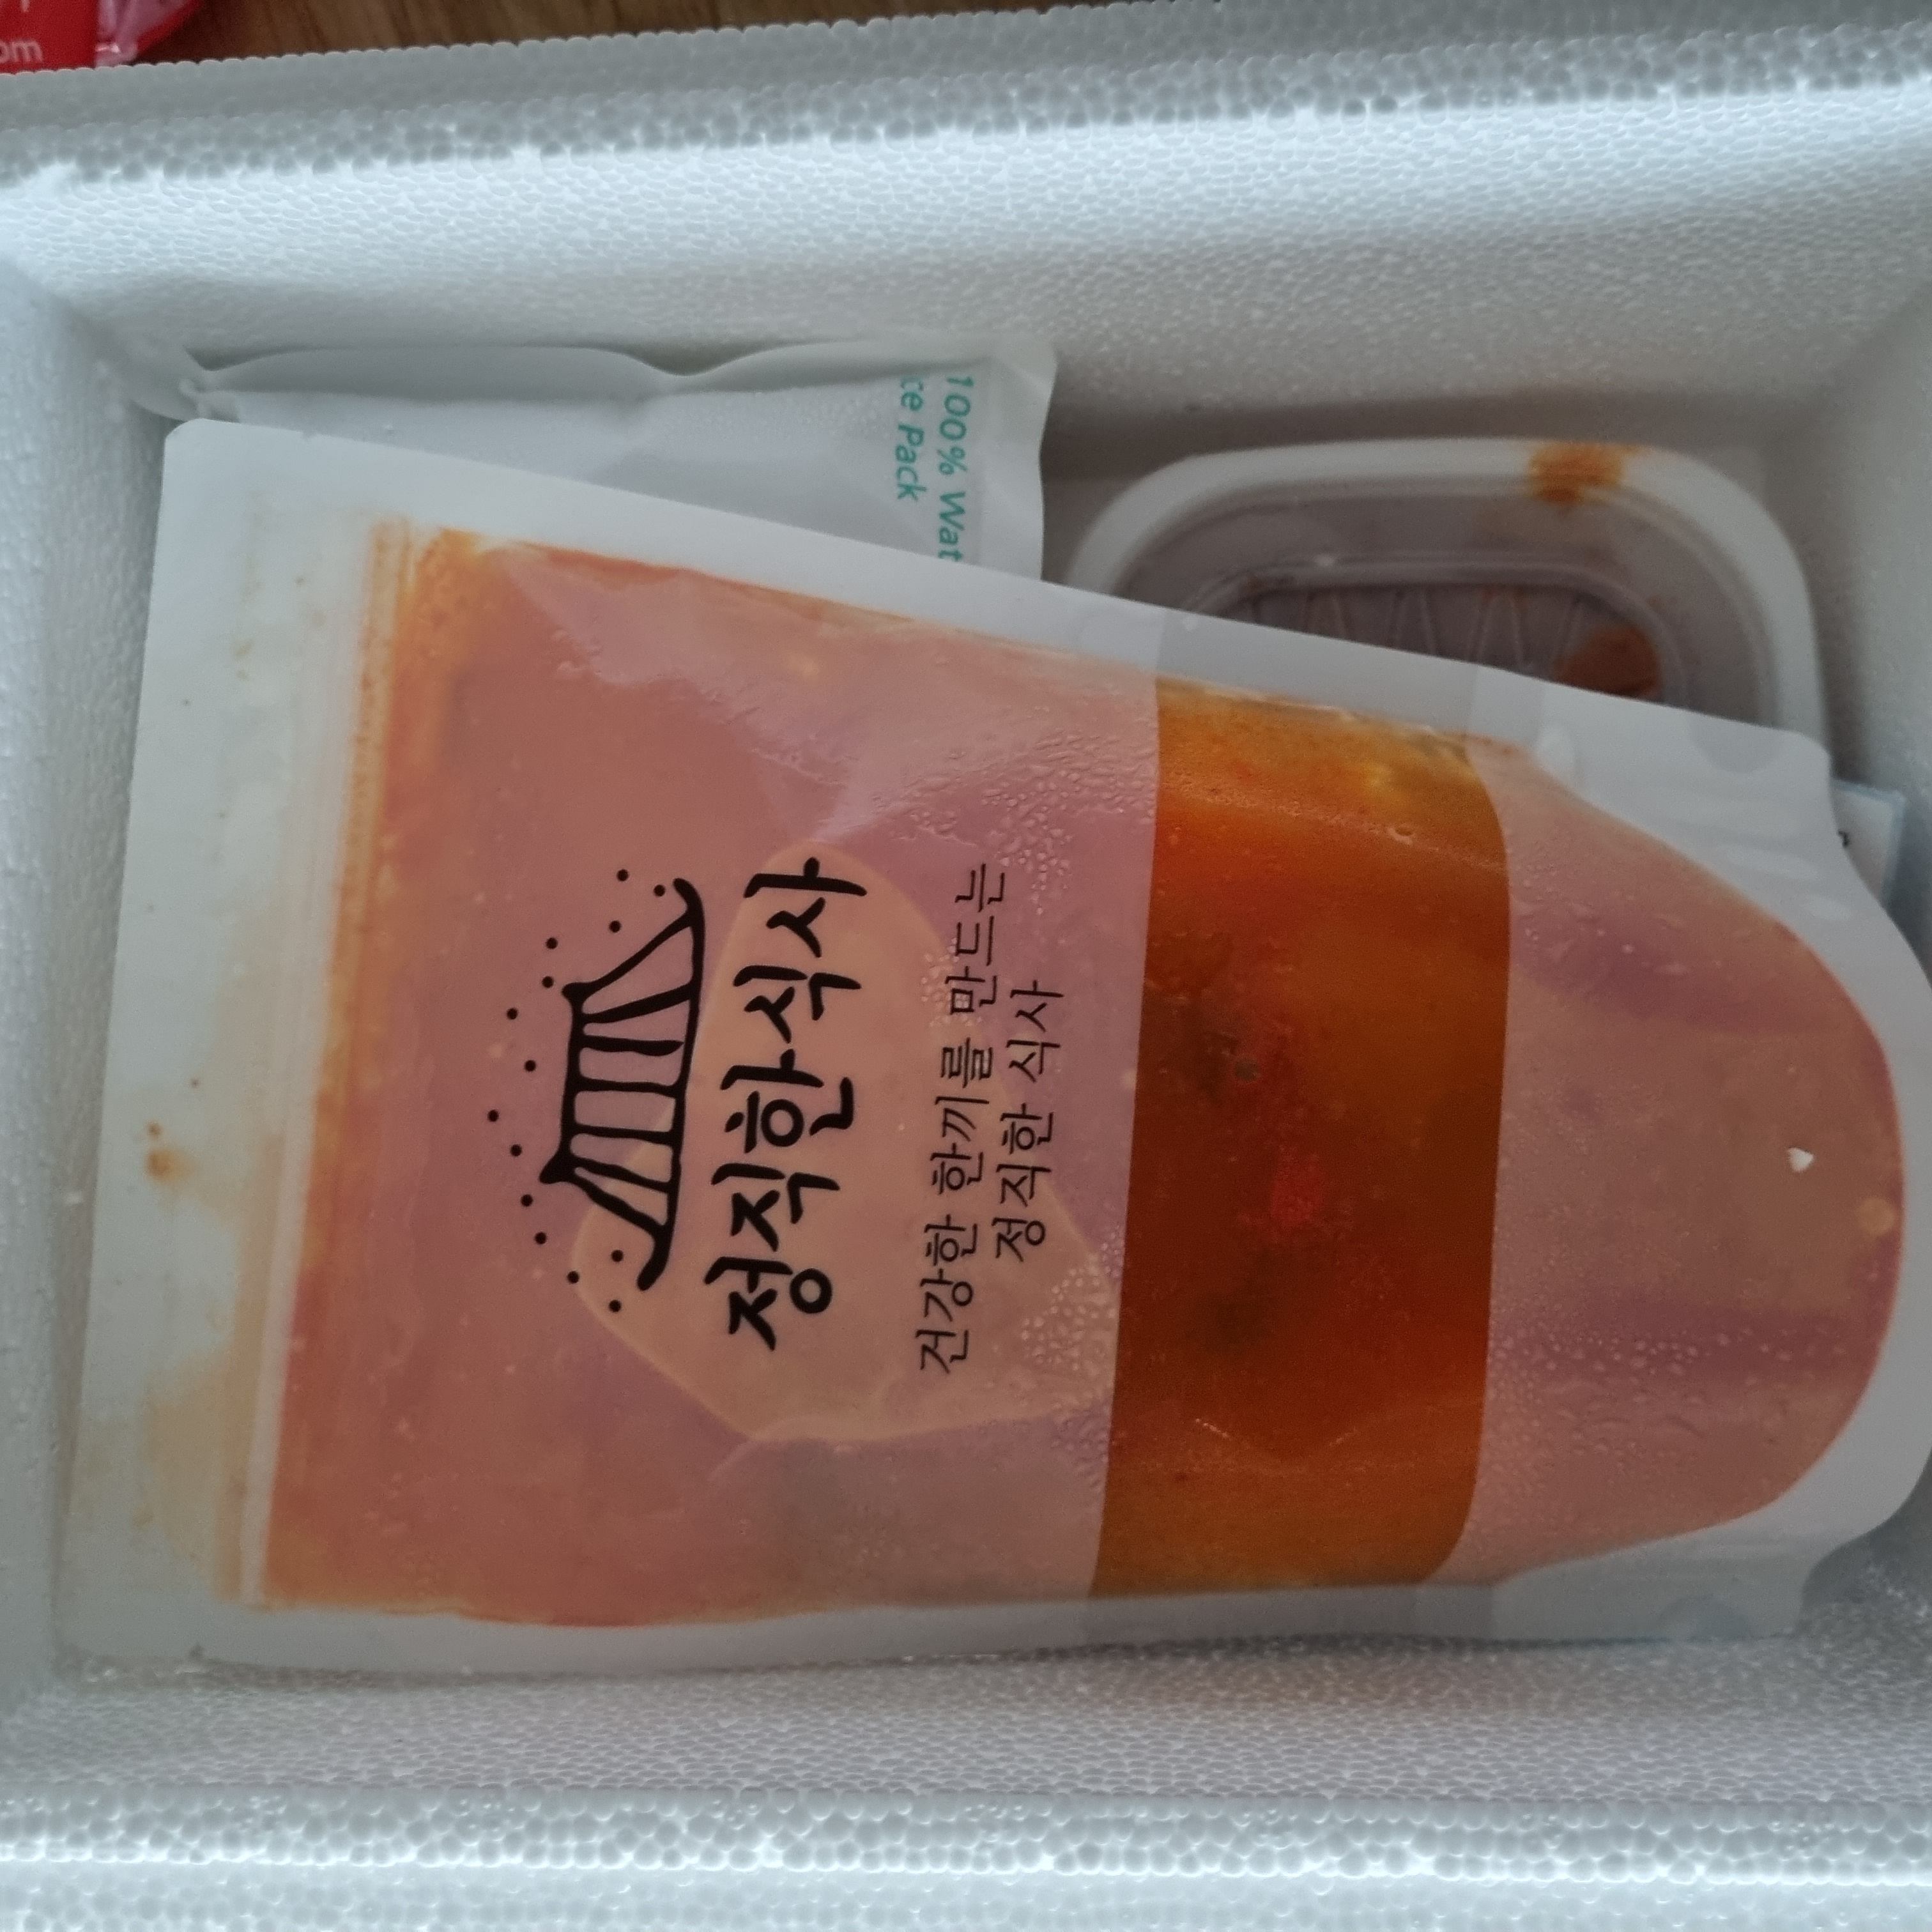 정직한식사
건강한 한끼를 만드는
정직한 식사
100% Wat
ce Pack
om